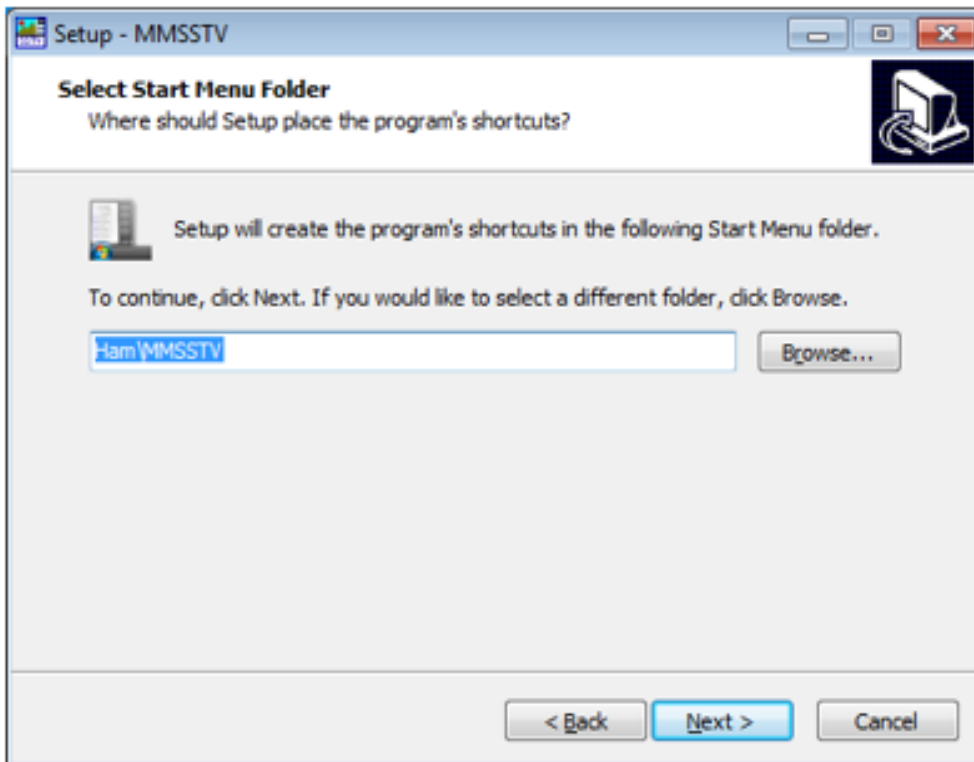 Setup - MMSSTV
Select Start Menu Folder
Where should Setup place the program's shortcuts?
Setup will create the program's shortcuts in the following Start Menu folder.
To continue, click Next. If you would like to select a different folder, click Browse.
Ham\MMSSTV
Browse...
< Back
Next >
Cancel